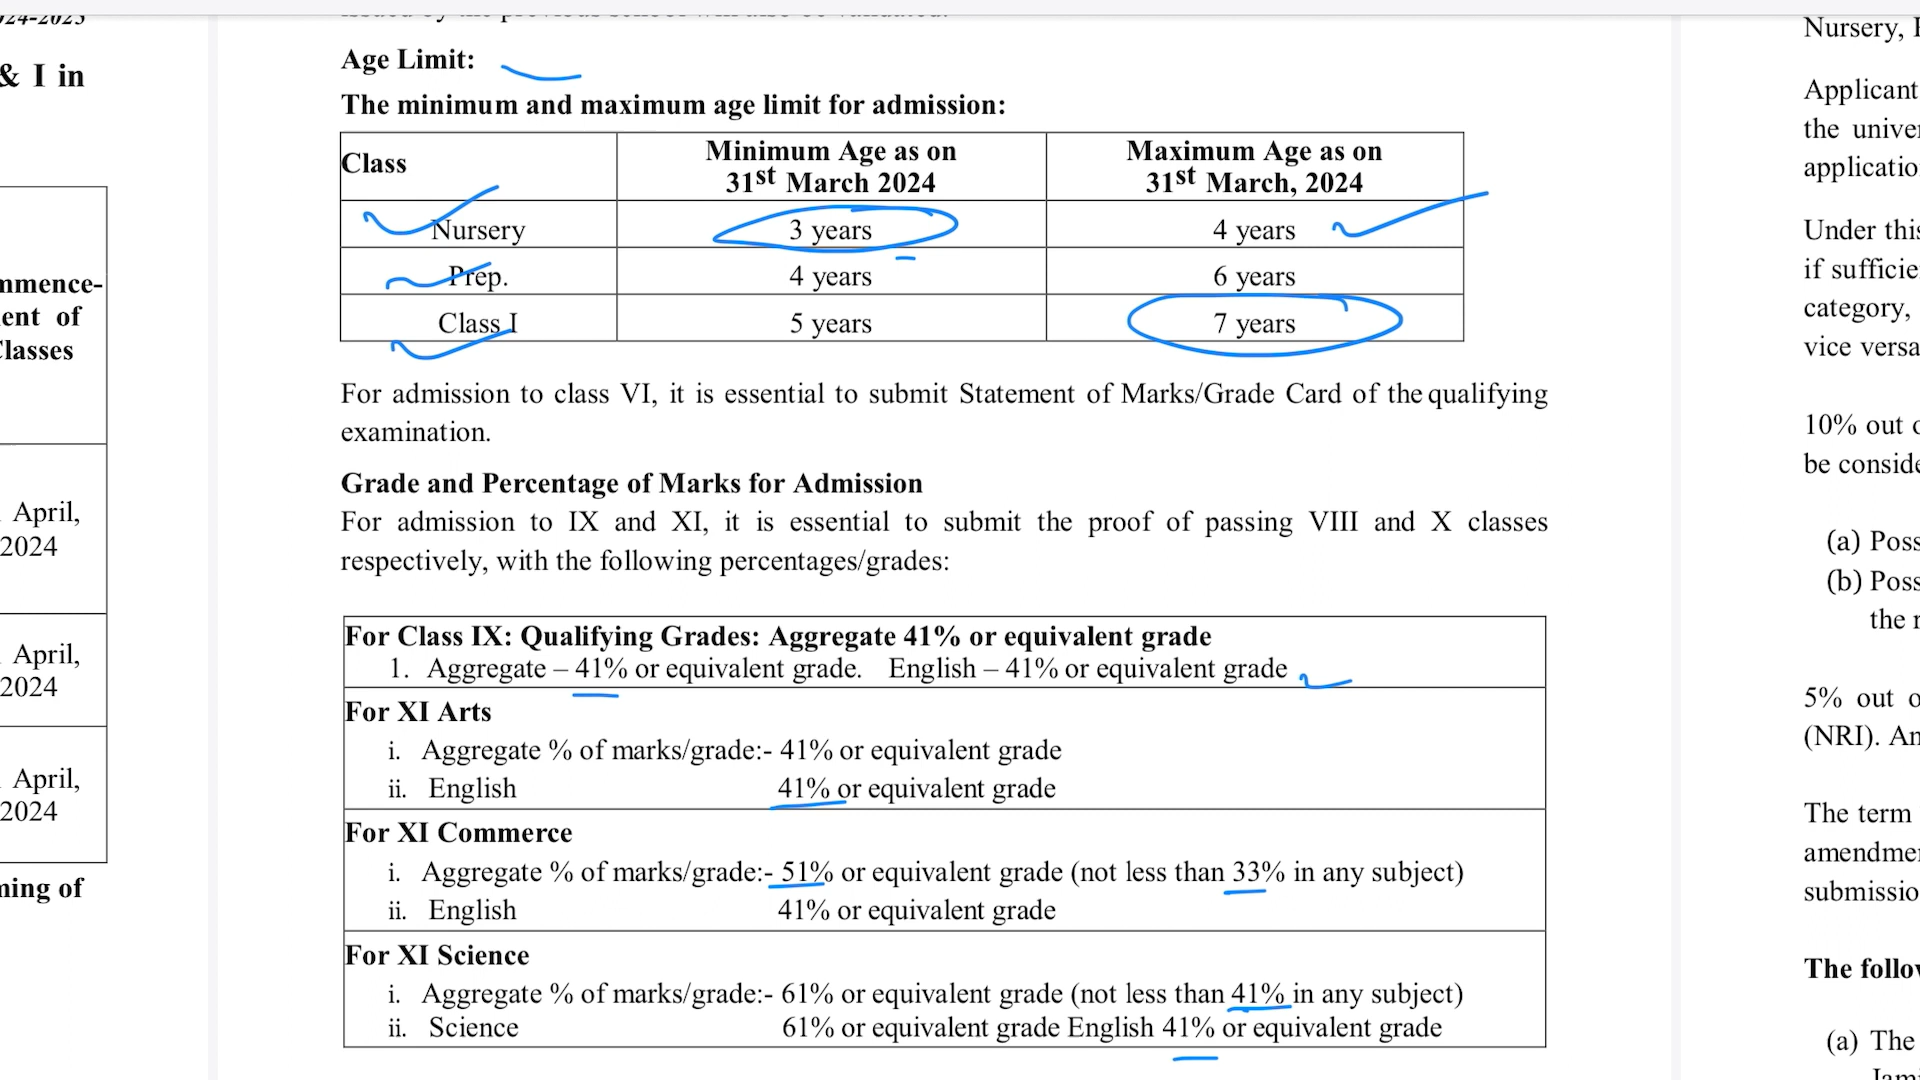 & I in
mmence-
ent of
Classes
April,
2024
April,
2024
April,
2024
ning of
Age Limit:
The minimum and maximum age limit for admission:
Class Minimum Age as on 31st March 2024 Maximum Age as on 31st March, 2024
Nursery 3 years 4 years
Prep. 4 years 6 years
Class I 5 years 7 years
For admission to class VI, it is essential to submit Statement of Marks/Grade Card of the qualifying
examination.
Grade and Percentage of Marks for Admission
For admission to IX and XI, it is essential to submit the proof of passing VIII and X classes
respectively, with the following percentages/grades:
For Class IX: Qualifying Grades: Aggregate 41% or equivalent grade
1. Aggregate – 41% or equivalent grade. English – 41% or equivalent grade
For XI Arts
i. Aggregate % of marks/grade:- 41% or equivalent grade
ii. English 41% or equivalent grade
For XI Commerce
i. Aggregate % of marks/grade:- 51% or equivalent grade (not less than 33% in any subject)
ii. English 41% or equivalent grade
For XI Science
i. Aggregate % of marks/grade:- 61% or equivalent grade (not less than 41% in any subject)
ii. Science 61% or equivalent grade English 41% or equivalent grade
Nursery,
Applicant
the univer
applicatio
Under this
if sufficie
category,
vice versa
10% out o
be conside
(a) Poss
(b) Poss
the r
5% out o
(NRI). An
The term
amendme
submissio
The follow
(a) The